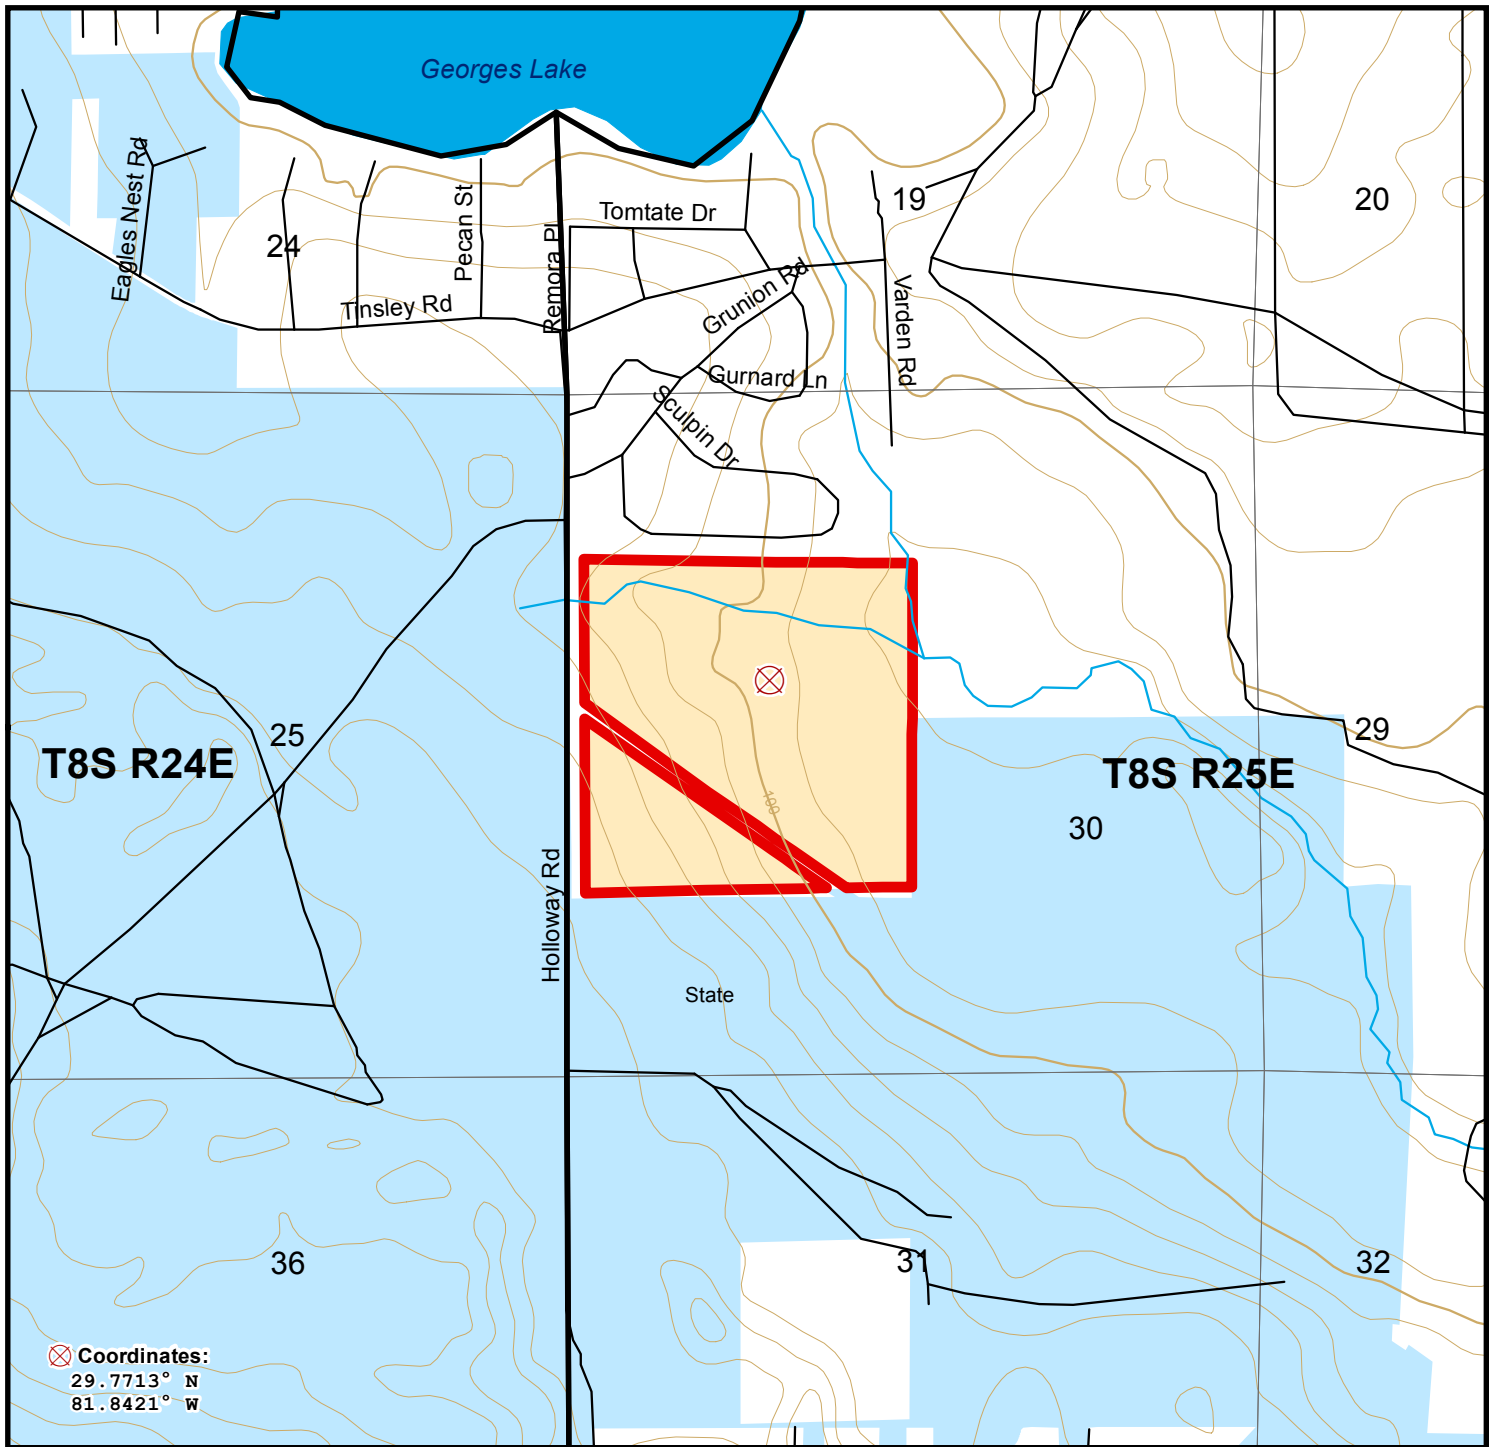 Georges Lake
Eagles Nest Rd
24
Pecan St
Remora Pl
Tomtate Dr
19
20
Tinsley Rd
Grunion Rd
Varden Rd
Gurnard Ln
Sculpin Dr
25
T8S R24E
29
T8S R25E
100
30
Holloway Rd
State
36
31
32
Coordinates:
29.7713° N
81.8421° W